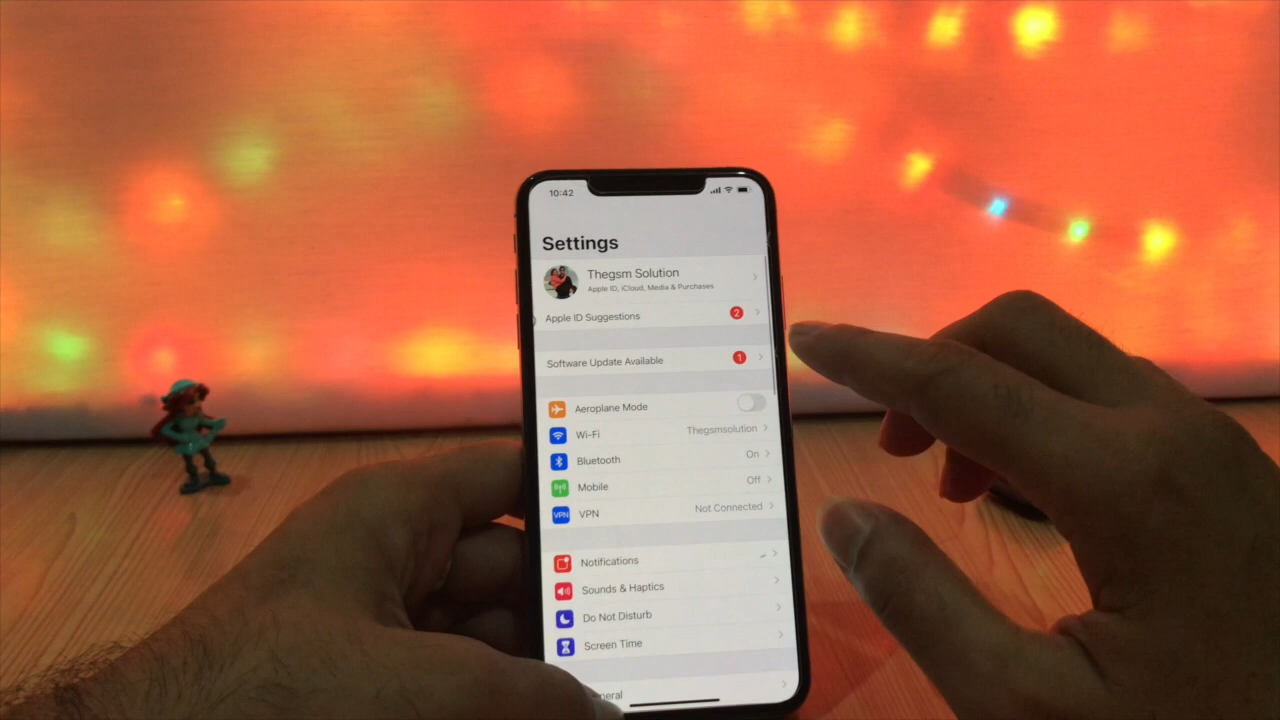 10:42
Settings
Thegsm Solution
Apple ID, iCloud, Media & Purchases
Apple ID Suggestions 2
Software Update Available 1
Aeroplane Mode
Wi-Fi Thegsmsolution
Bluetooth On
Mobile Off
VPN VPN Not Connected
Notifications
Sounds & Haptics
Do Not Disturb
Screen Time
neral